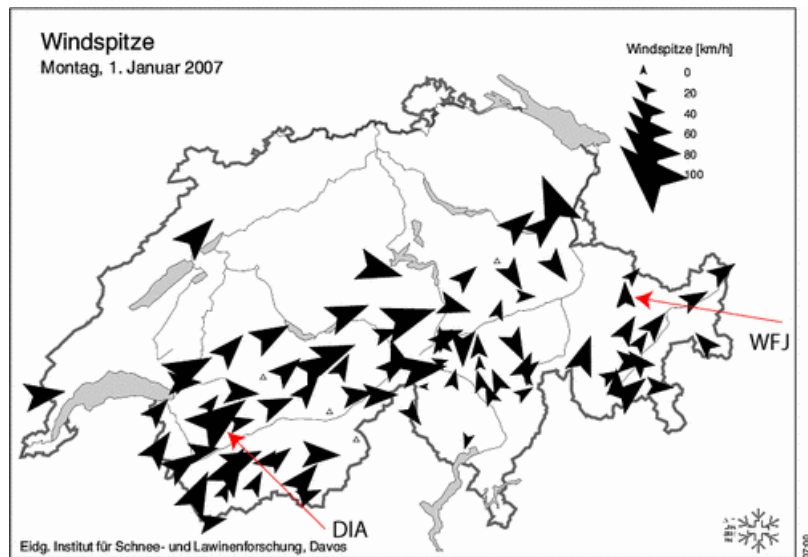 Windspitze
Montag, 1. Januar 2007
Windspitze [km/h]
0
20
40
60
80
100
WFJ
DIA
Eidg. Institut für Schnee- und Lawinenforschung, Davos